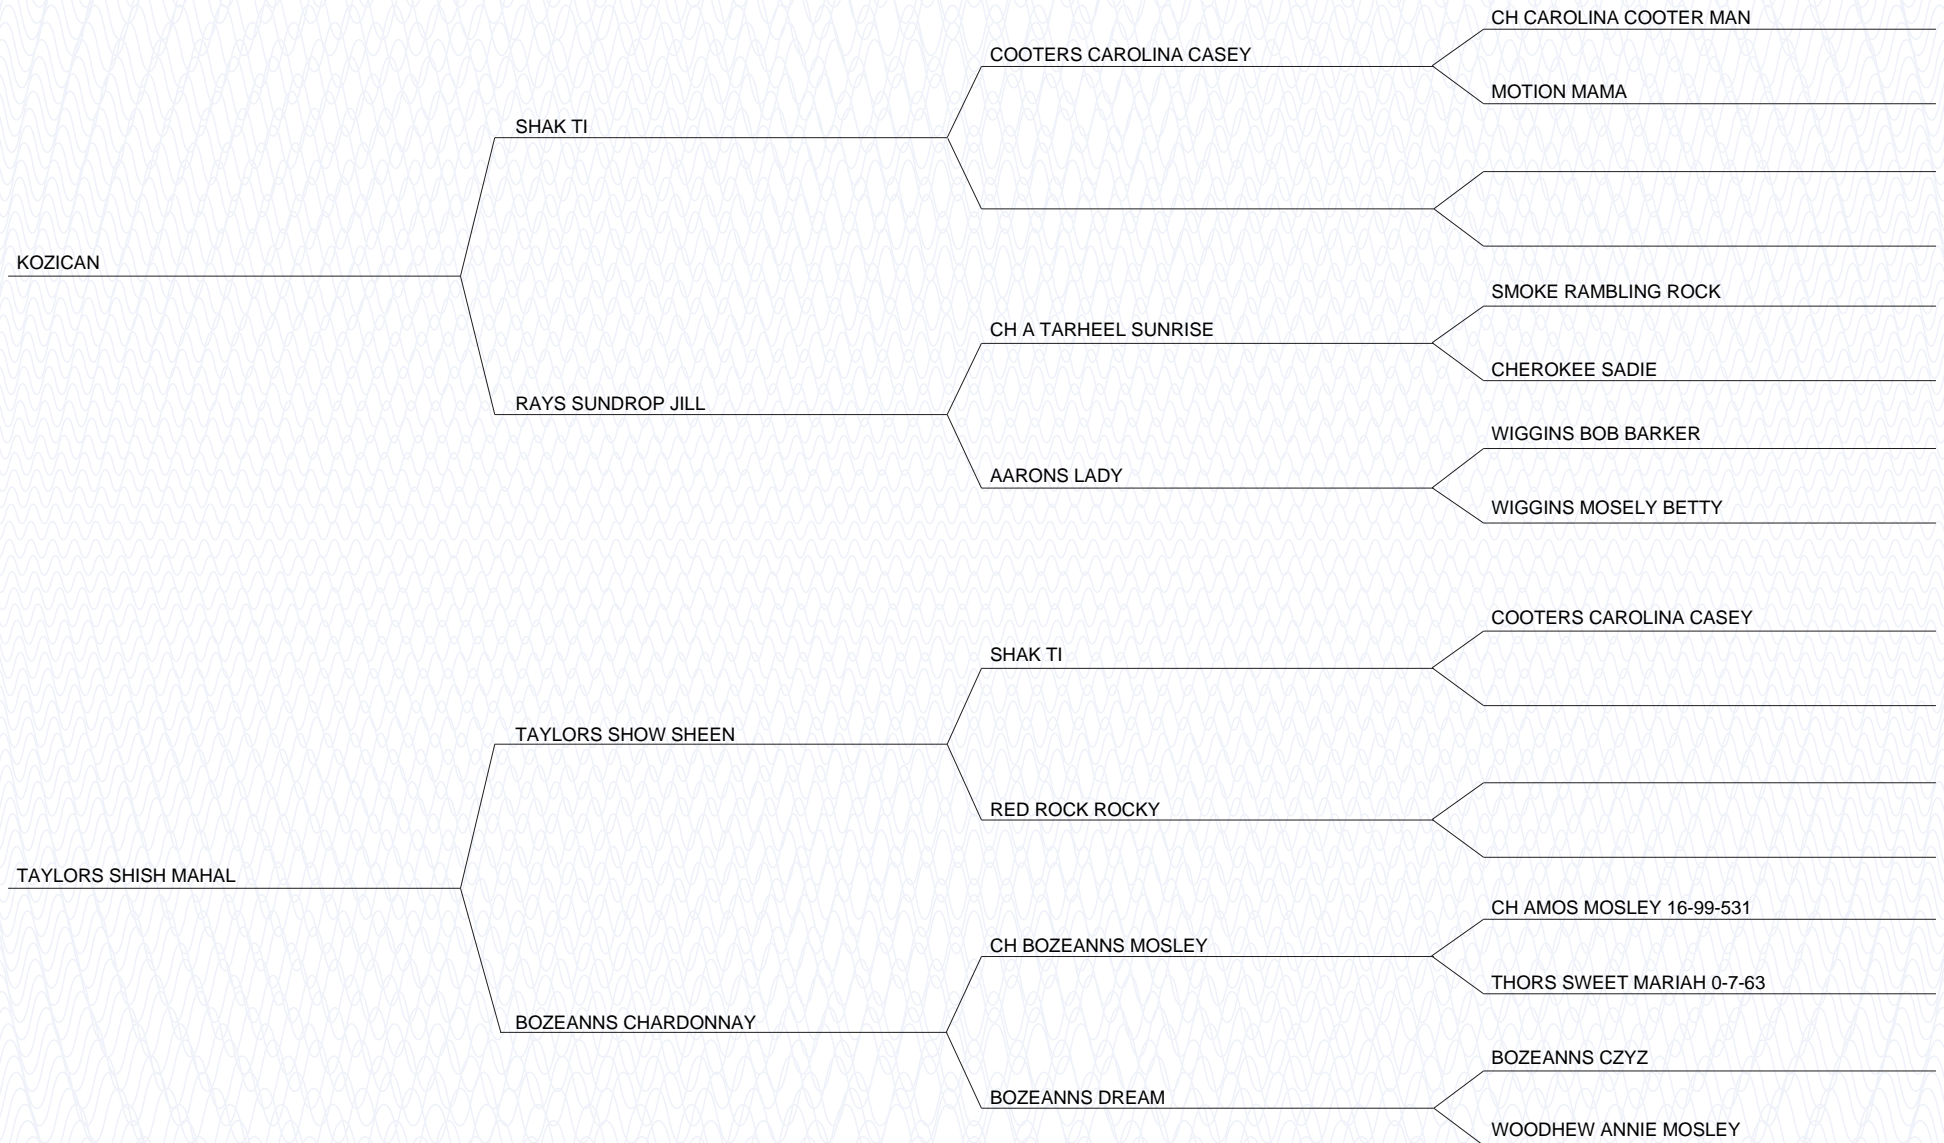 CH CAROLINA COOTER MAN
COOTERS CAROLINA CASEY
MOTION MAMA
SHAK TI
KOZICAN
SMOKE RAMBLING ROCK
CH A TARHEEL SUNRISE
CHEROKEE SADIE
RAYS SUNDROP JILL
WIGGINS BOB BARKER
AARONS LADY
WIGGINS MOSELY BETTY
COOTERS CAROLINA CASEY
SHAK TI
TAYLORS SHOW SHEEN
RED ROCK ROCKY
TAYLORS SHISH MAHAL
CH AMOS MOSLEY 16-99-531
CH BOZEANNS MOSLEY
THORS SWEET MARIAH 0-7-63
BOZEANNS CHARDONNAY
BOZEANNS CZYZ
BOZEANNS DREAM
WOODHEW ANNIE MOSLEY